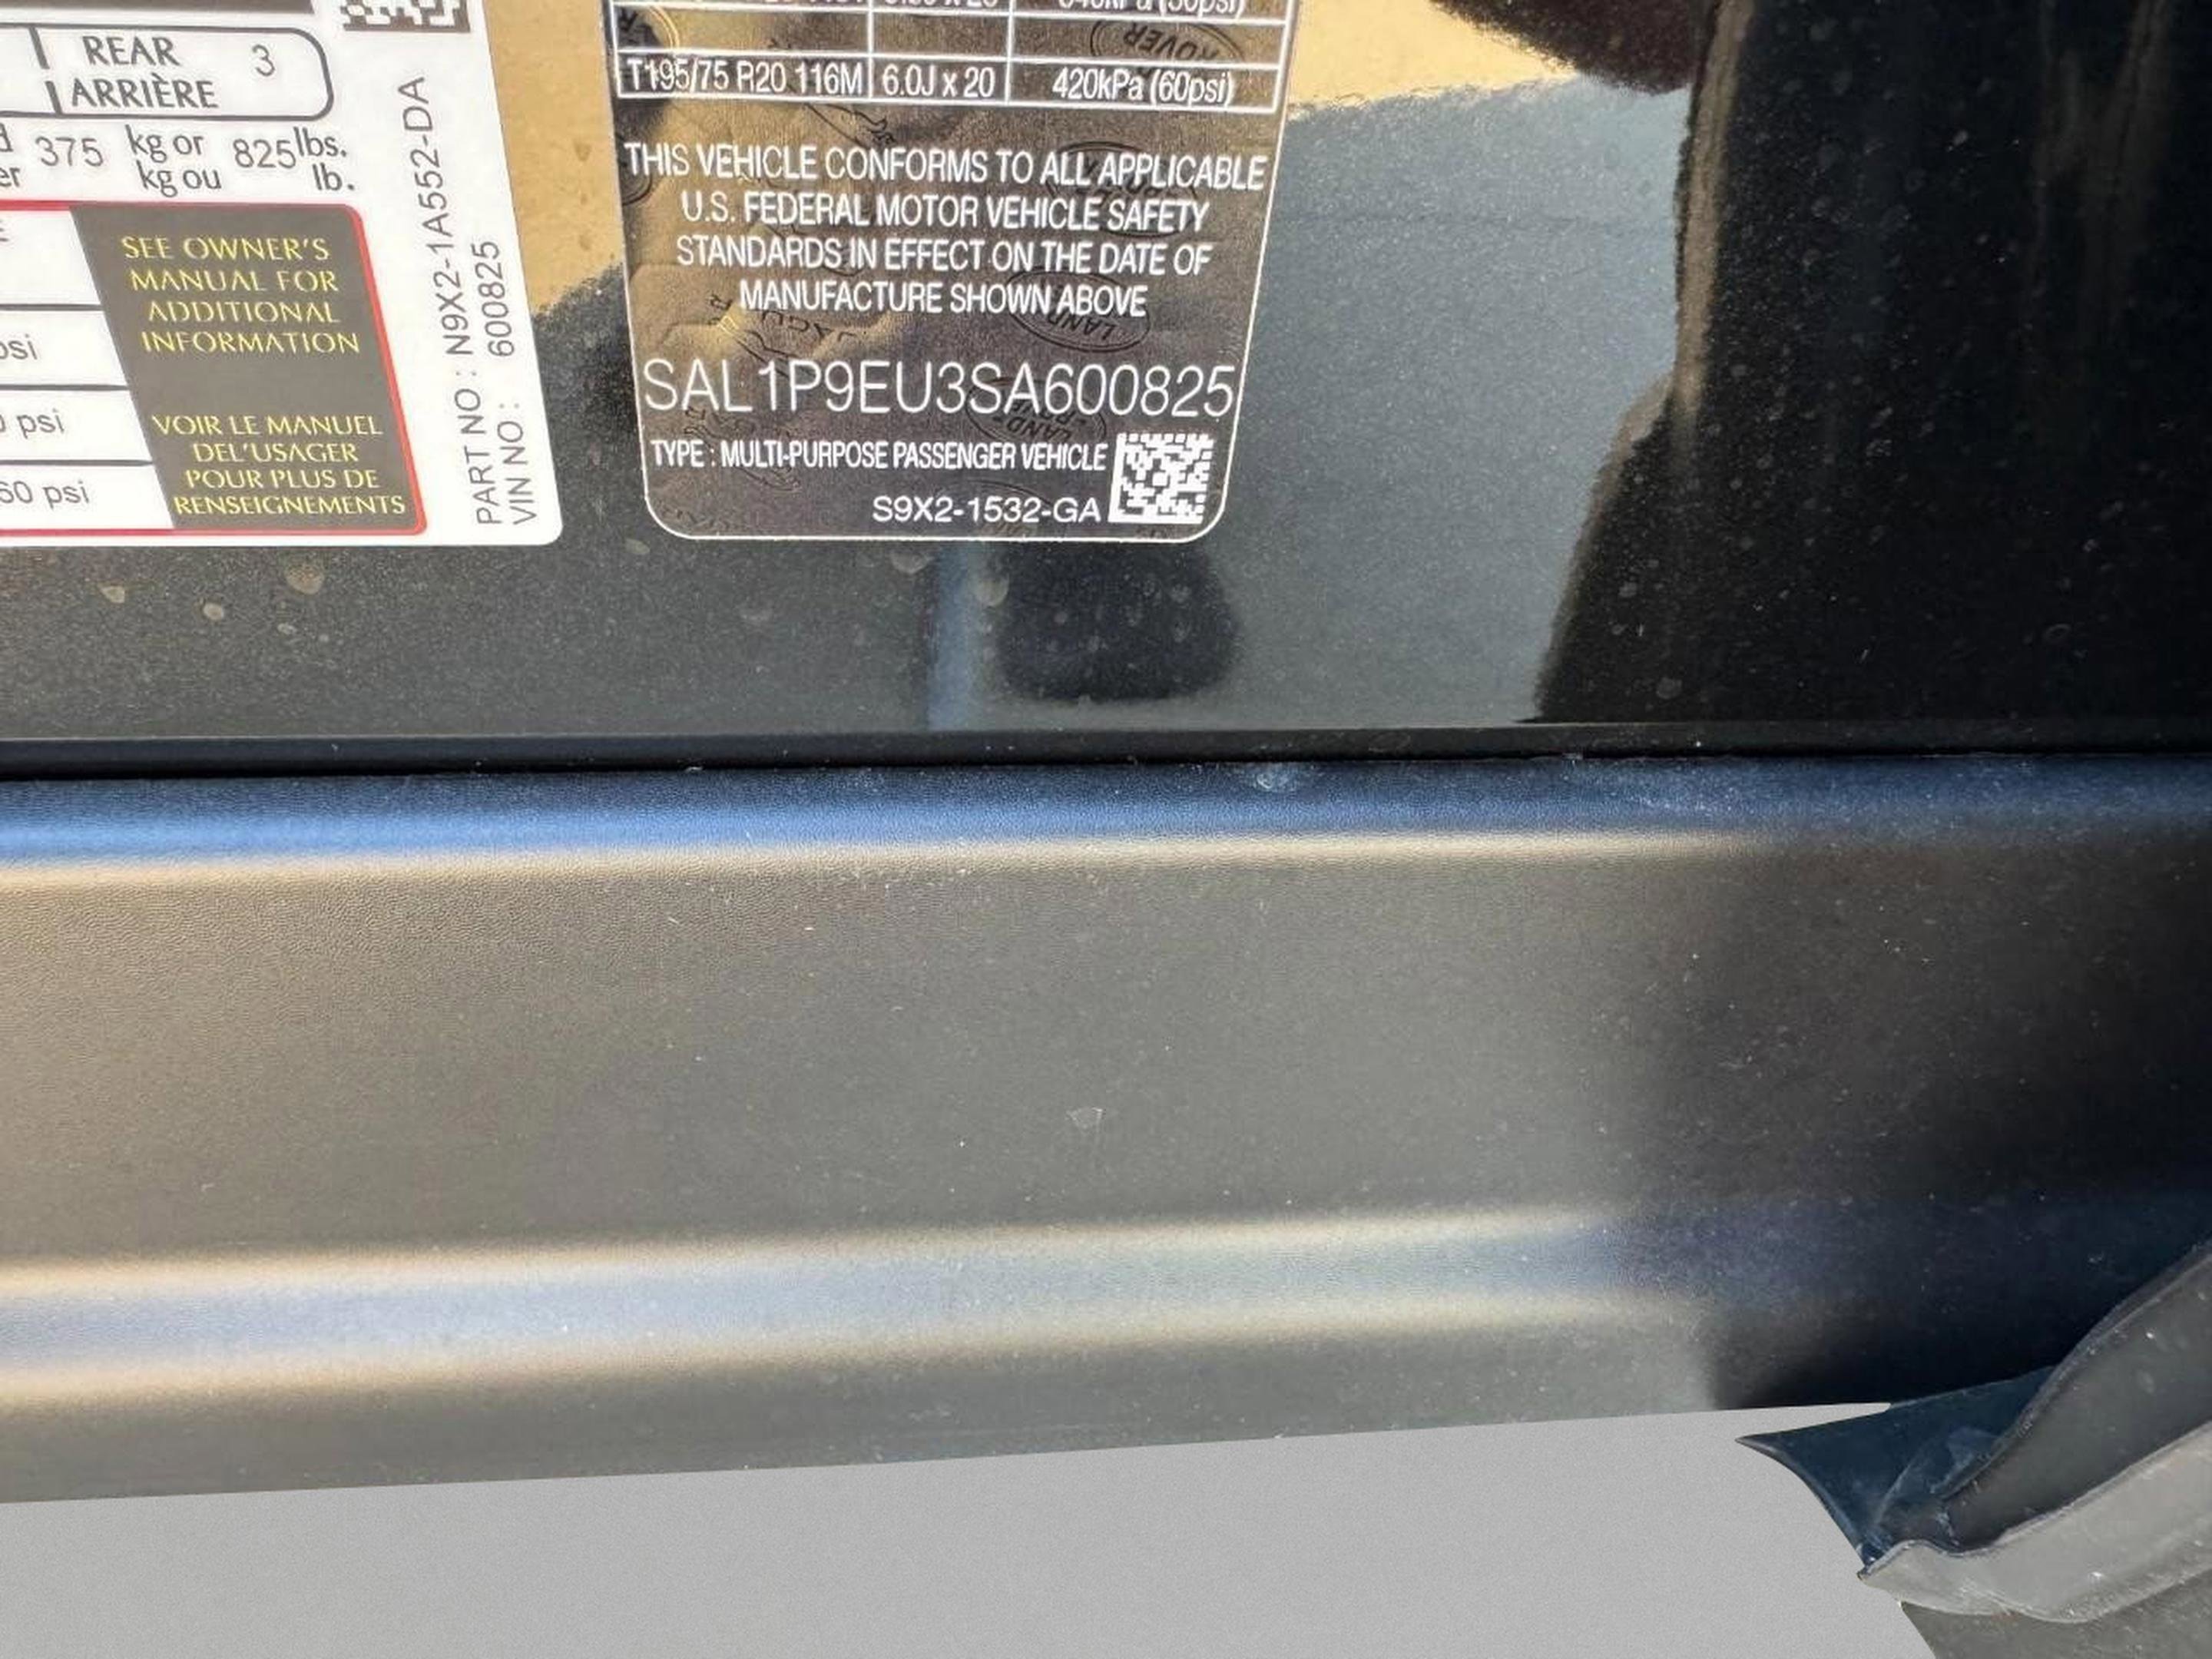 REAR 3
ARRIÈRE
375 kg or 825 lbs.
kg ou lb.
SEE OWNER'S
MANUAL FOR
ADDITIONAL
INFORMATION
psi
VOIR LE MANUEL
DEL'USAGER
POUR PLUS DE
RENSEIGNEMENTS
psi
60 psi
PART NO : N9X2-1A552-DA
VIN NO : 600825
T195/75 R20 116M 6.0J x 20 420kPa (60psi)
THIS VEHICLE CONFORMS TO ALL APPLICABLE
U.S. FEDERAL MOTOR VEHICLE SAFETY
STANDARDS IN EFFECT ON THE DATE OF
MANUFACTURE SHOWN ABOVE
SAL1P9EU3SA600825
TYPE : MULTI-PURPOSE PASSENGER VEHICLE
S9X2-1532-GA